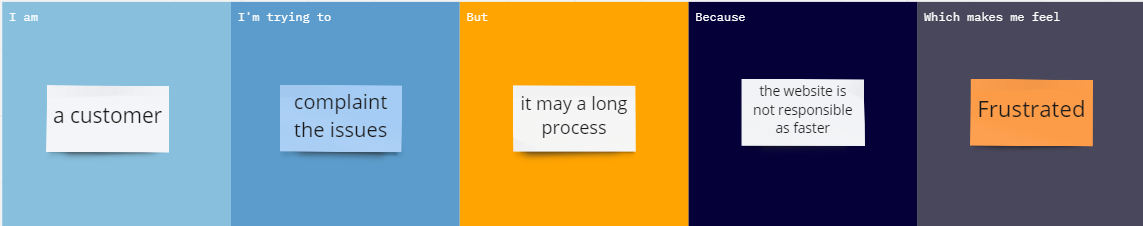 I am
a customer
I'm trying to
complaint
the issues
But
it may a long
process
Because
the website is
not responsible
as faster
Which makes me feel
Frustrated